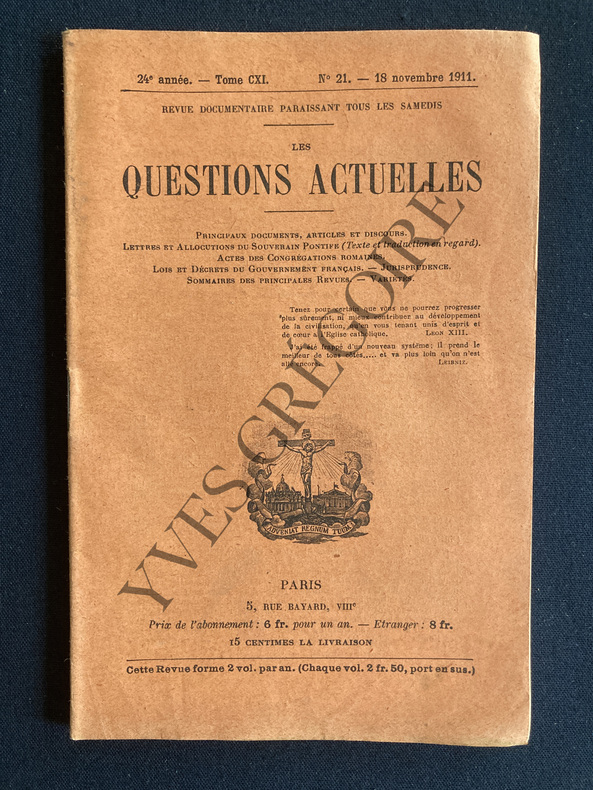 24e année. — Tome CXI. No 21. — 18 novembre 1911.
REVUE DOCUMENTAIRE PARAISSANT TOUS LES SAMEDIS
LES
QUESTIONS ACTUELLES
PRINCIPAUX DOCUMENTS, ARTICLES ET DISCOURS.
LETTRES ET ALLOCUTIONS DU SOUVERAIN PONTIFE (Texte et traduction en regard).
ACTES DES CONGRÉGATIONS ROMAINES.
LOIS ET DÉCRETS DU GOUVERNEMENT FRANÇAIS. — JURISPRUDENCE.
SOMMAIRES DES PRINCIPALES REVUES. — VARIÉTÉS.
Tenez pour certain que vous ne pourrez progresser
plus sûrement, ni mieux contribuer au développement
de la civilisation, qu'en vous tenant unis d'esprit et
de cœur à l'Eglise catholique. LEON XIII.
J'ai été frappé d'un nouveau système; il prend le
meilleur de tous côtés..... et va plus loin qu'on n'est
allé encore. LEIBNIZ.
ADVENIAT REGNUM TUUM
PARIS
5, RUE BAYARD, VIIIe
Prix de l'abonnement : 6 fr. pour un an. — Etranger : 8 fr.
15 CENTIMES LA LIVRAISON
Cette Revue forme 2 vol. par an. (Chaque vol. 2 fr. 50, port en sus.)
YVES GRÉGOIRE